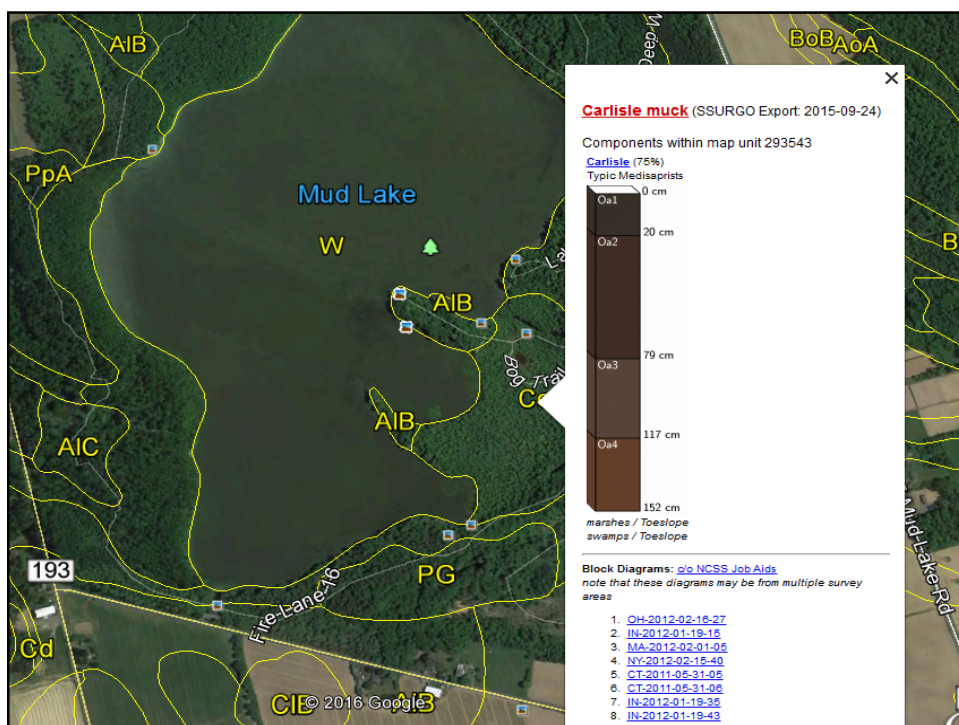 AlB
BoB
AoA
Deep W
PpA
Mud Lake
W
B
La
AlB
Bog Trail
AlB
AlC
193
PG
Fire-Lane-16
Cd
ClB
© 2016 Google
AiB
Mud-Lake-Rd
Carlisle muck (SSURGO Export: 2015-09-24)
Components within map unit 293543
Carlisle (75%)
Typic Medisaprists
0 cm
Oa1
20 cm
Oa2
79 cm
Oa3
117 cm
Oa4
152 cm
marshes / Toeslope
swamps / Toeslope
Block Diagrams: c/o NCSS Job Aids
note that these diagrams may be from multiple survey
areas
1. OH-2012-02-16-27
2. IN-2012-01-19-15
3. MA-2012-02-01-05
4. NY-2012-02-15-40
5. CT-2011-05-31-05
6. CT-2011-05-31-06
7. IN-2012-01-19-35
8. IN-2012-01-19-43